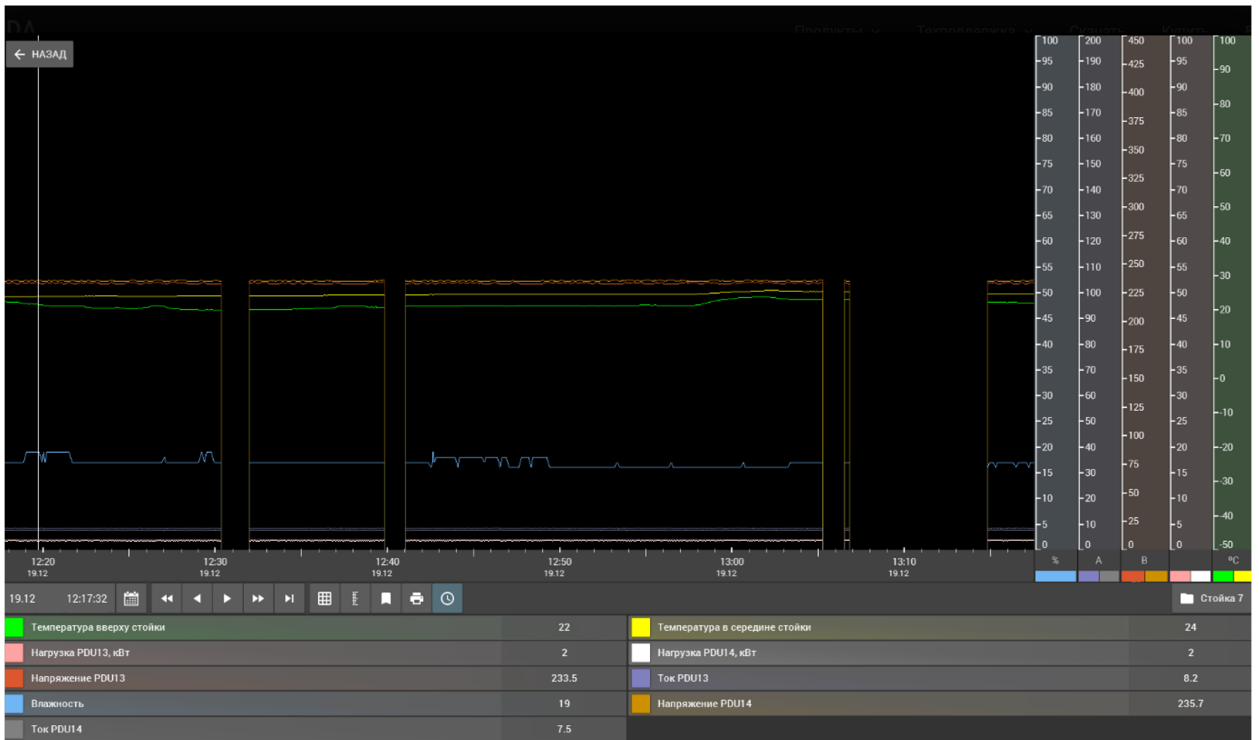 DA
Продукты
Техподдержка
Скачать
Купить
НАЗАД
100 200 450 100 100
95 190 425 95 90
90 180 400 90 80
85 170 375 85 70
80 160 350 80 60
75 150 325 75 50
70 140 300 70 40
65 130 275 65 30
60 120 250 60 20
55 110 225 55 10
50 100 200 50 0
45 90 175 45 -10
40 80 150 40 -20
35 70 125 35 -30
30 60 100 30 -40
25 50 75 25 -50
20 40 50 20
15 30 25 15
10 20 0 10
5 10 5
0 0 0
% А В ºC
12:20 12:30 12:40 12:50 13:00 13:10
19.12 19.12 19.12 19.12 19.12 19.12
19.12 12:17:32 Стойка 7
Температура вверху стойки 22 Температура в середине стойки 24
Нагрузка PDU13, кВт 2 Нагрузка PDU14, кВт 2
Напряжение PDU13 233.5 Ток PDU13 8.2
Влажность 19 Напряжение PDU14 235.7
Ток PDU14 7.5